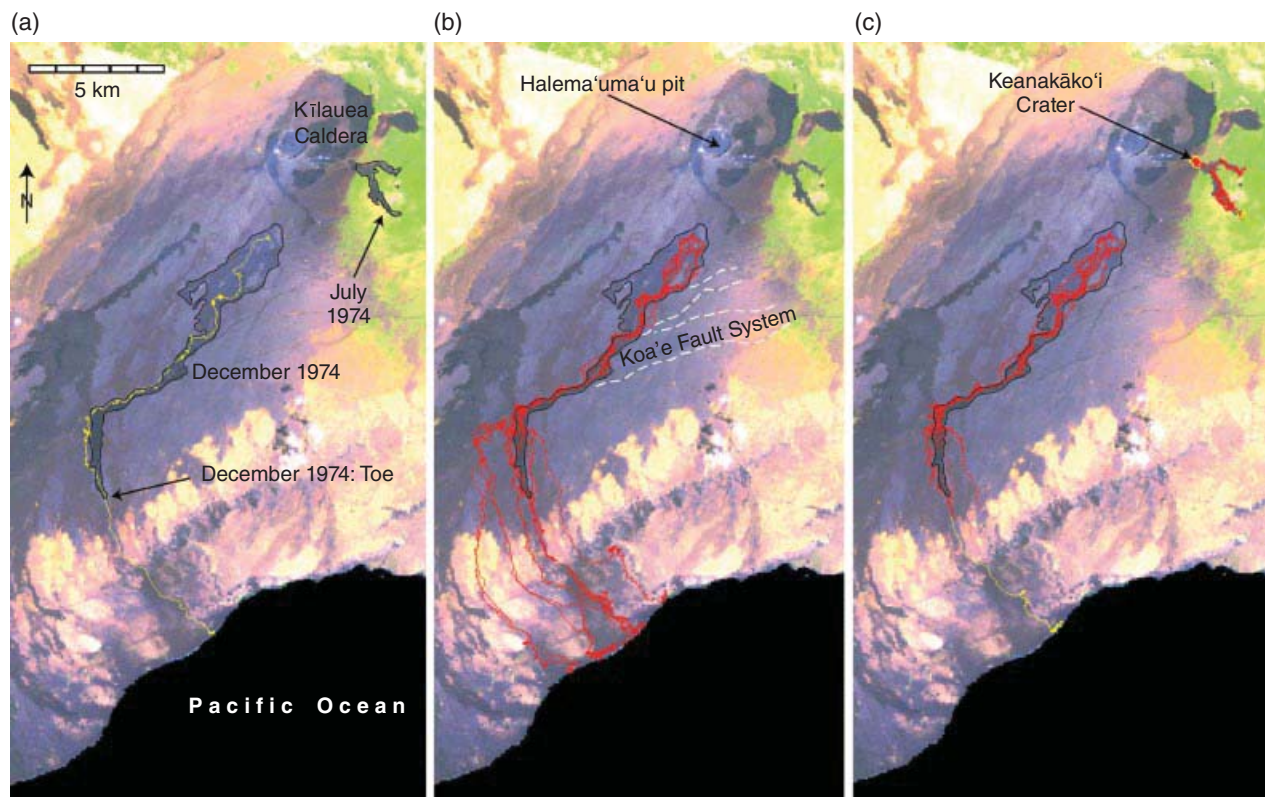 (a)
5 km
N
Kīlauea
Caldera
July
1974
December 1974
December 1974: Toe
Pacific Ocean
(b)
Halemaʻumaʻu pit
Koa'e Fault System
(c)
Keanakākoʻi
Crater